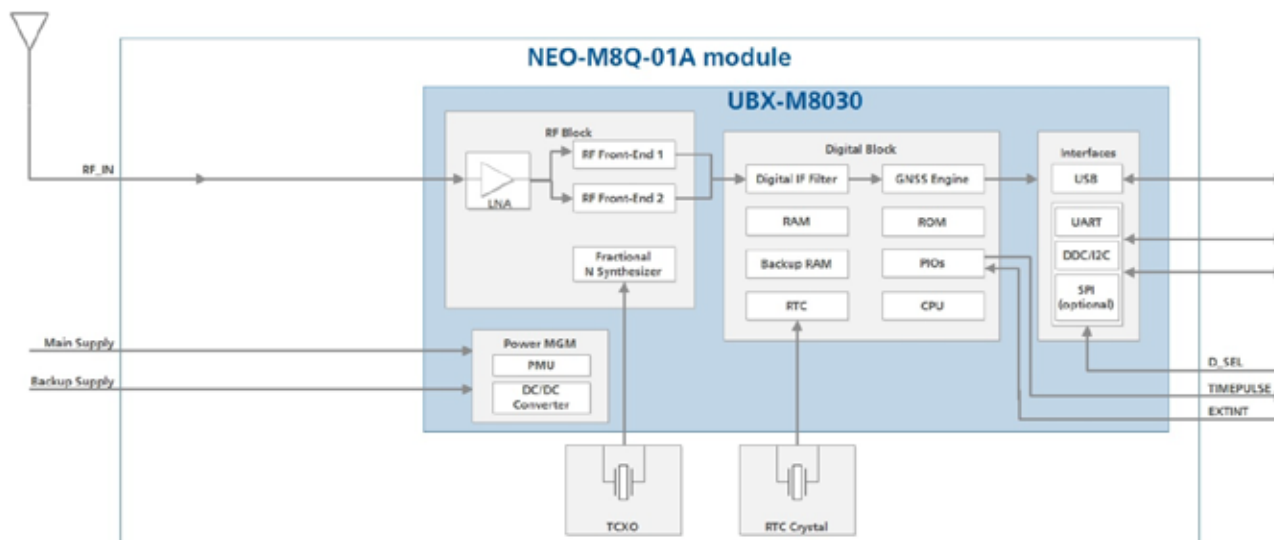 NEO-M8Q-01A module
UBX-M8030
RF Block
RF_IN
LNA
RF Front-End 1
RF Front-End 2
Fractional
N Synthesizer
Digital Block
Digital IF Filter
GNSS Engine
RAM
ROM
Backup RAM
PIOs
RTC
CPU
Interfaces
USB
UART
DDC/I2C
SPI
(optional)
Main Supply
Backup Supply
Power MGM
PMU
DC/DC
Converter
D_SEL
TIMEPULSE
EXTINT
TCXO
RTC Crystal